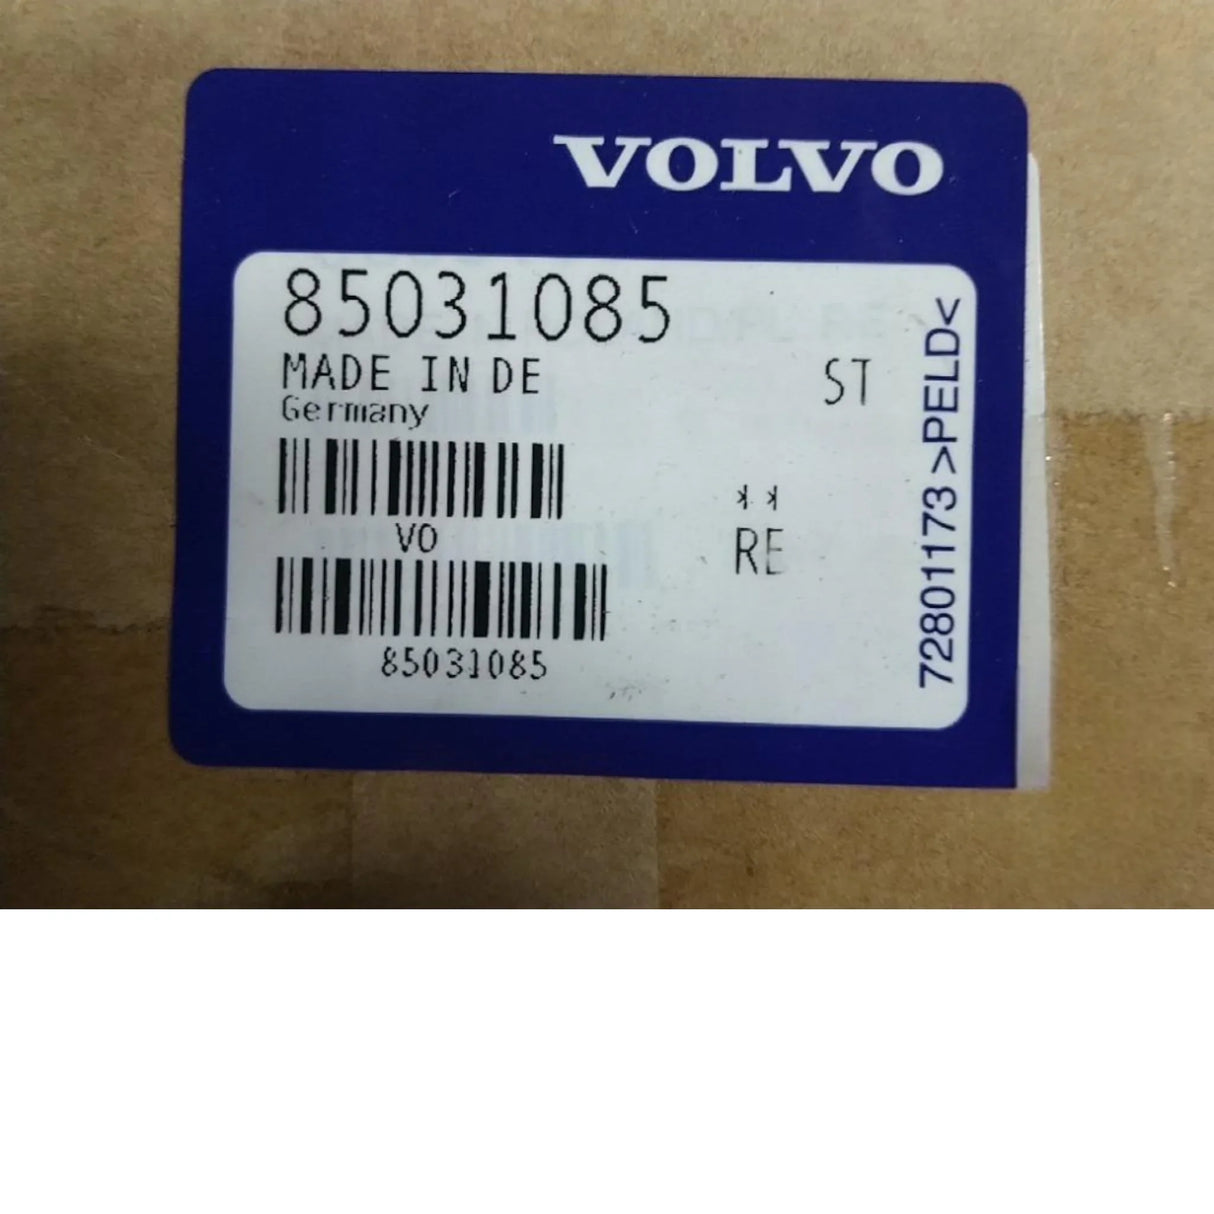 VOLVO
85031085
MADE IN DE
ST
Germany
**
VO
RE
85031085
72801173 >PELD<